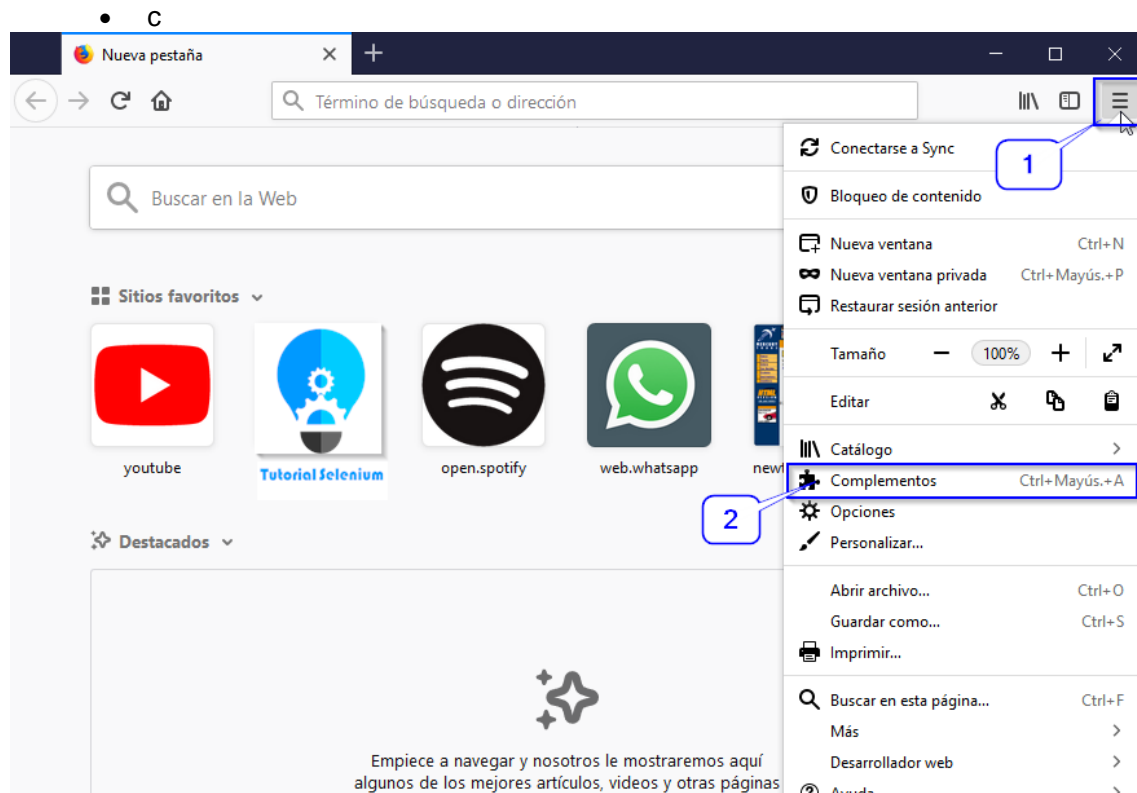 • c
Nueva pestaña
Término de búsqueda o dirección
1
Conectarse a Sync
Buscar en la Web
Bloqueo de contenido
Nueva ventana Ctrl+N
Nueva ventana privada Ctrl+Mayús.+P
Restaurar sesión anterior
Sitios favoritos
Tamaño 100%
Editar
youtube
Tutorial Selenium
open.spotify
web.whatsapp
Catálogo
Complementos Ctrl+Mayús.+A
2
Opciones
Personalizar...
Destacados
Abrir archivo... Ctrl+O
Guardar como... Ctrl+S
Imprimir...
Buscar en esta página... Ctrl+F
Más
Desarrollador web
Ayuda
Empiece a navegar y nosotros le mostraremos aquí
algunos de los mejores artículos, videos y otras páginas